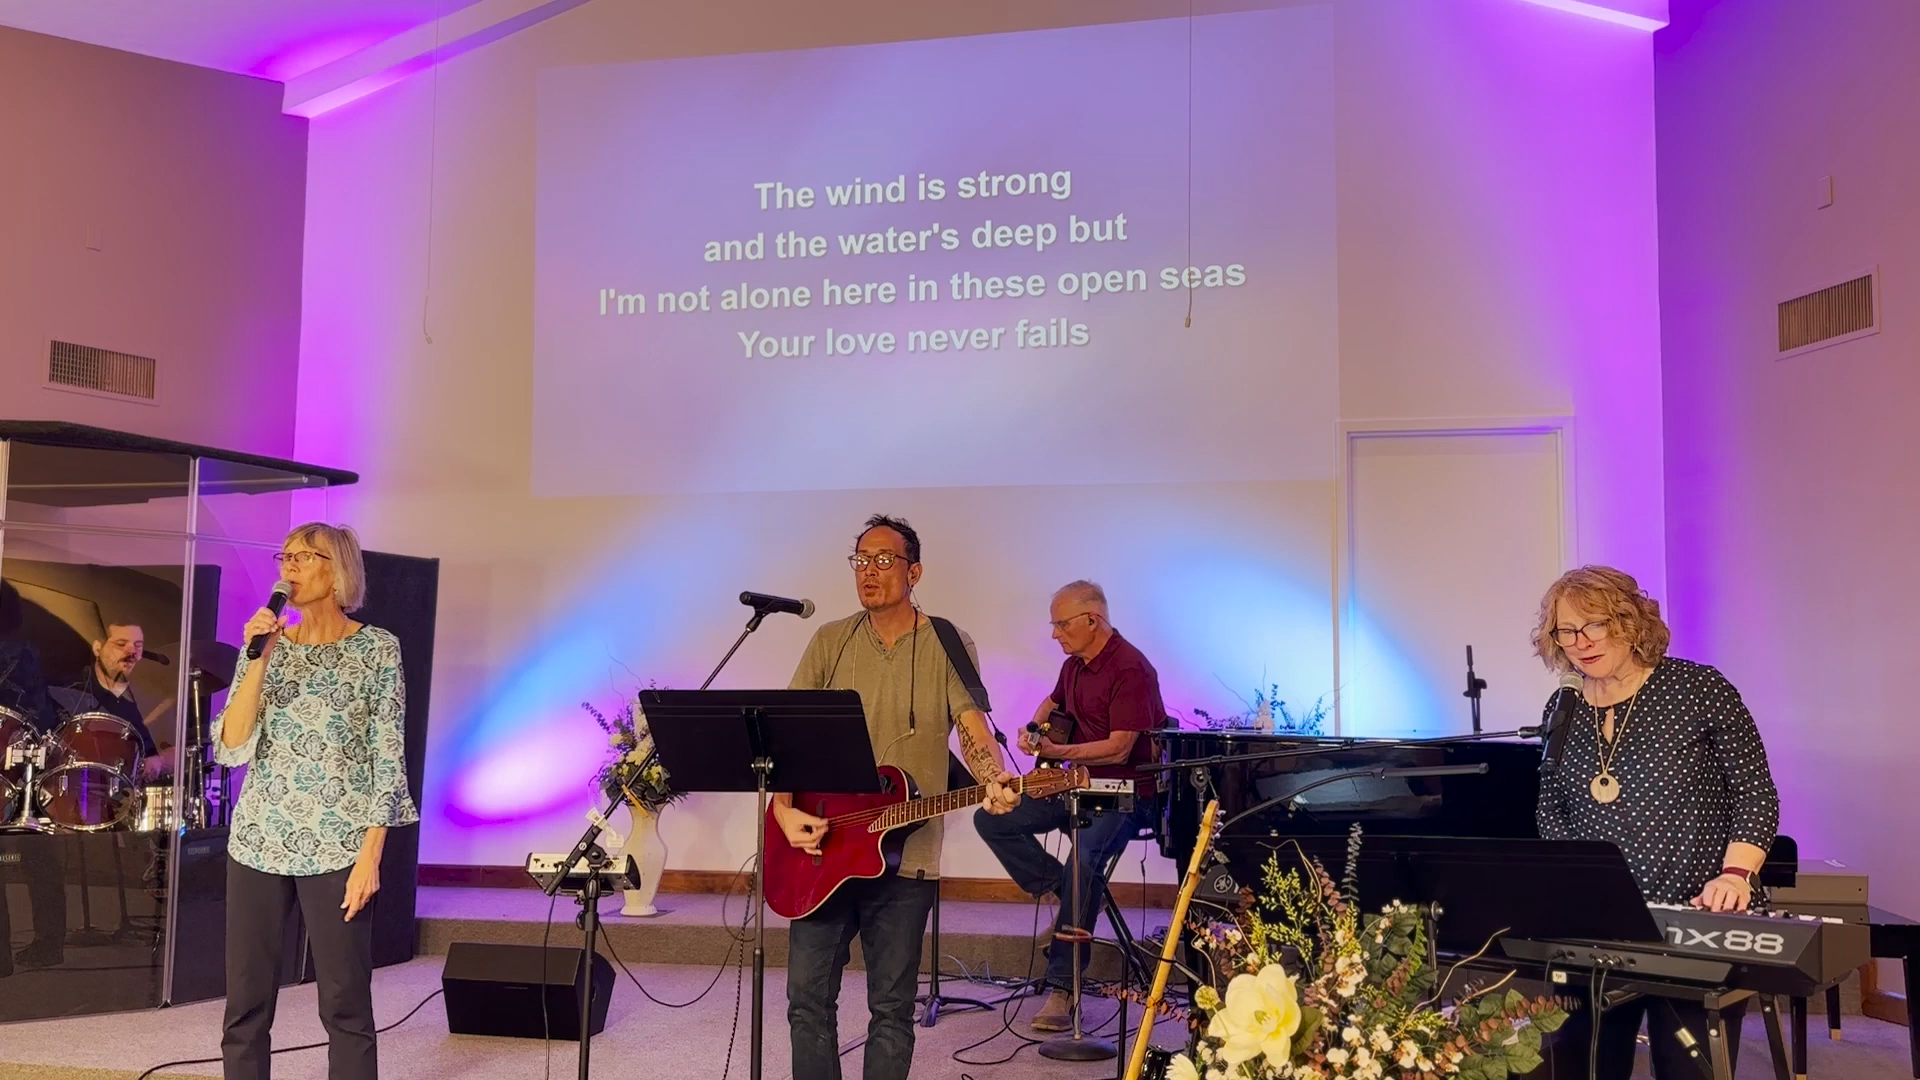 The wind is strong
and the water's deep but
I'm not alone here in these open seas
Your love never fails
nx88